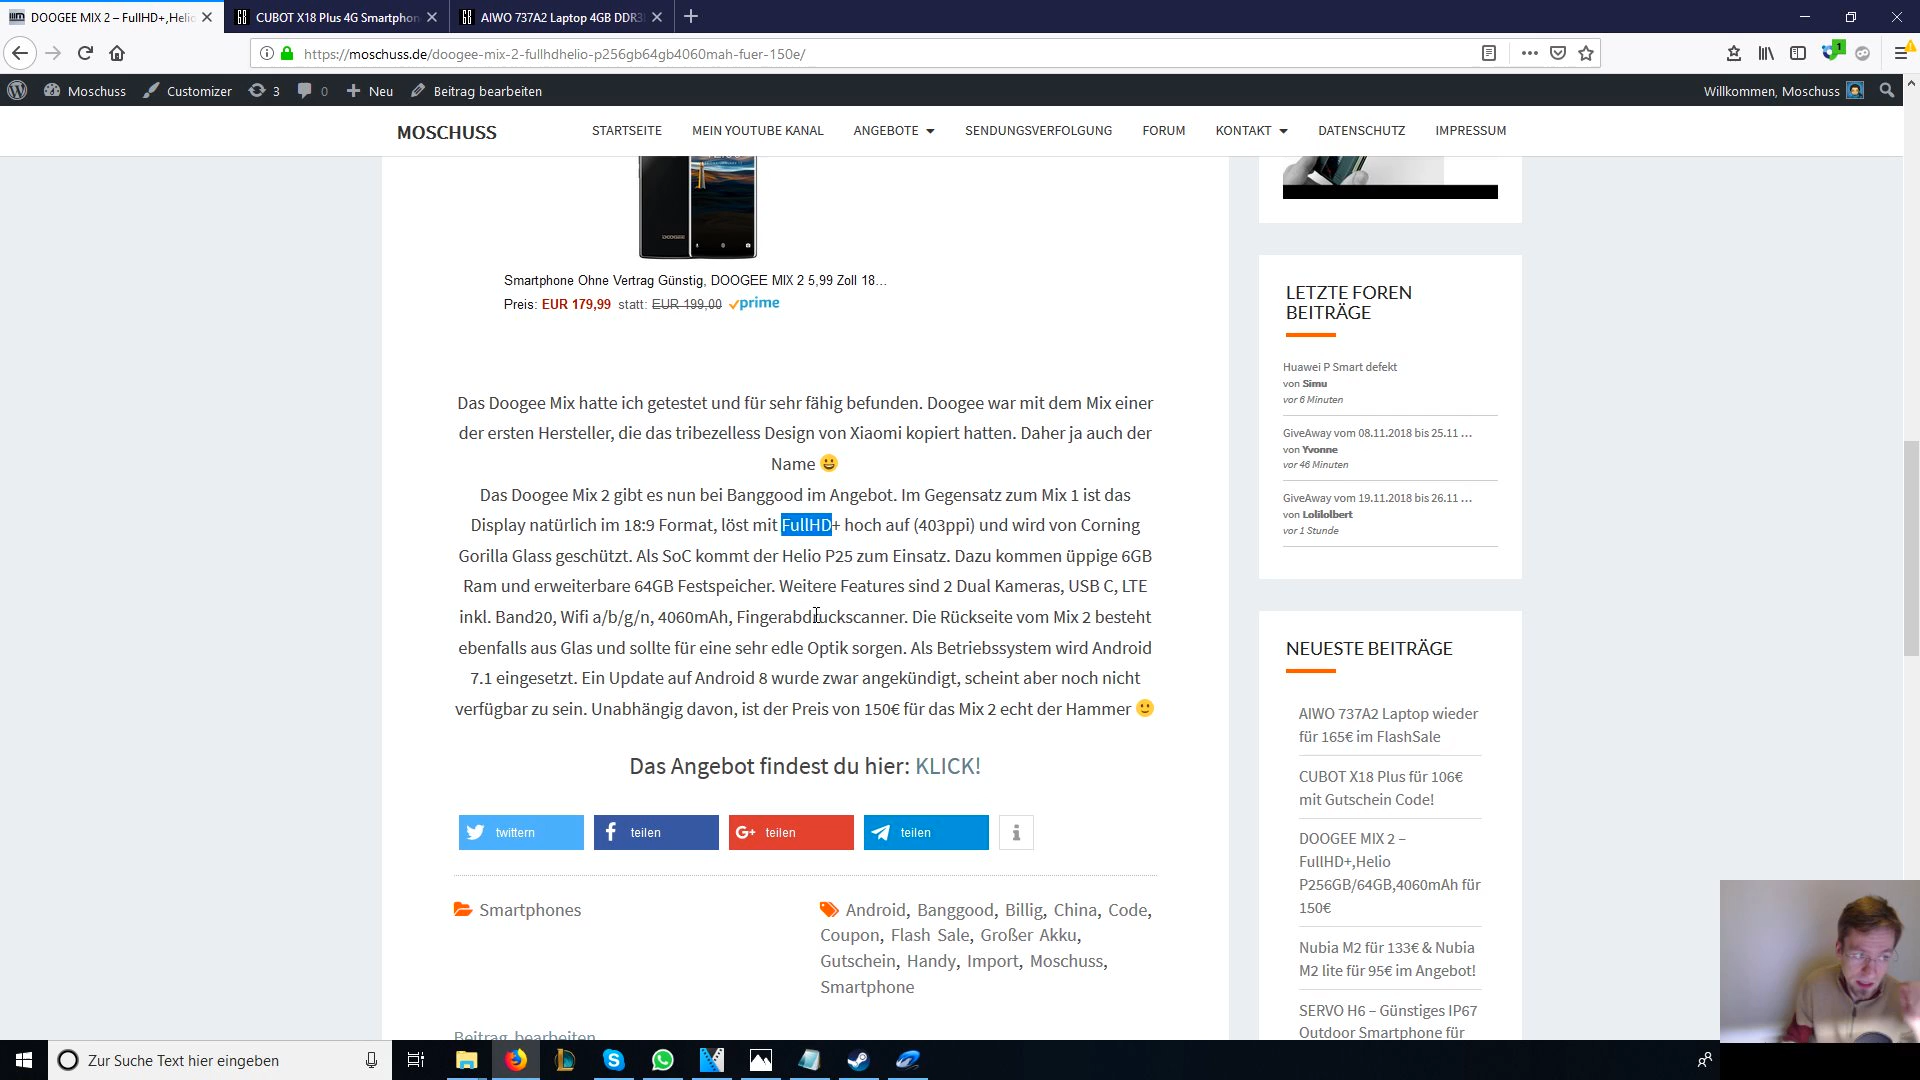 DOOGEE MIX 2 – FullHD+,Helio
CUBOT X18 Plus 4G Smartphon
AIWO 737A2 Laptop 4GB DDR3
https://moschuss.de/doogee-mix-2-fullhdhelio-p256gb64gb4060mah-fuer-150e/
1
Moschuss
Customizer
3
0
Neu
Beitrag bearbeiten
Willkommen, Moschuss
MOSCHUSS
STARTSEITE
MEIN YOUTUBE KANAL
ANGEBOTE
SENDUNGSVERFOLGUNG
FORUM
KONTAKT
DATENSCHUTZ
IMPRESSUM
DOOGEE
Smartphone Ohne Vertrag Günstig, DOOGEE MIX 2 5,99 Zoll 18...
Preis: EUR 179,99 statt: EUR 199,00 prime
Das Doogee Mix hatte ich getestet und für sehr fähig befunden. Doogee war mit dem Mix einer
der ersten Hersteller, die das tribezelless Design von Xiaomi kopiert hatten. Daher ja auch der
Name 😀
Das Doogee Mix 2 gibt es nun bei Banggood im Angebot. Im Gegensatz zum Mix 1 ist das
Display natürlich im 18:9 Format, löst mit FullHD+ hoch auf (403ppi) und wird von Corning
Gorilla Glass geschützt. Als SoC kommt der Helio P25 zum Einsatz. Dazu kommen üppige 6GB
Ram und erweiterbare 64GB Festspeicher. Weitere Features sind 2 Dual Kameras, USB C, LTE
inkl. Band20, Wifi a/b/g/n, 4060mAh, Fingerabdruckscanner. Die Rückseite vom Mix 2 besteht
ebenfalls aus Glas und sollte für eine sehr edle Optik sorgen. Als Betriebssystem wird Android
7.1 eingesetzt. Ein Update auf Android 8 wurde zwar angekündigt, scheint aber noch nicht
verfügbar zu sein. Unabhängig davon, ist der Preis von 150€ für das Mix 2 echt der Hammer 🙂
Das Angebot findest du hier: KLICK!
twittern
teilen
teilen
teilen
Smartphones
Android, Banggood, Billig, China, Code,
Coupon, Flash Sale, Großer Akku,
Gutschein, Handy, Import, Moschuss,
Smartphone
Beitrag bearbeiten
LETZTE FOREN
BEITRÄGE
Huawei P Smart defekt
von Simu
vor 6 Minuten
GiveAway vom 08.11.2018 bis 25.11 ...
von Yvonne
vor 46 Minuten
GiveAway vom 19.11.2018 bis 26.11 ...
von Lolilolbert
vor 1 Stunde
NEUESTE BEITRÄGE
AIWO 737A2 Laptop wieder
für 165€ im FlashSale
CUBOT X18 Plus für 106€
mit Gutschein Code!
DOOGEE MIX 2 –
FullHD+,Helio
P256GB/64GB,4060mAh für
150€
Nubia M2 für 133€ & Nubia
M2 lite für 95€ im Angebot!
SERVO H6 – Günstiges IP67
Outdoor Smartphone für
Zur Suche Text hier eingeben